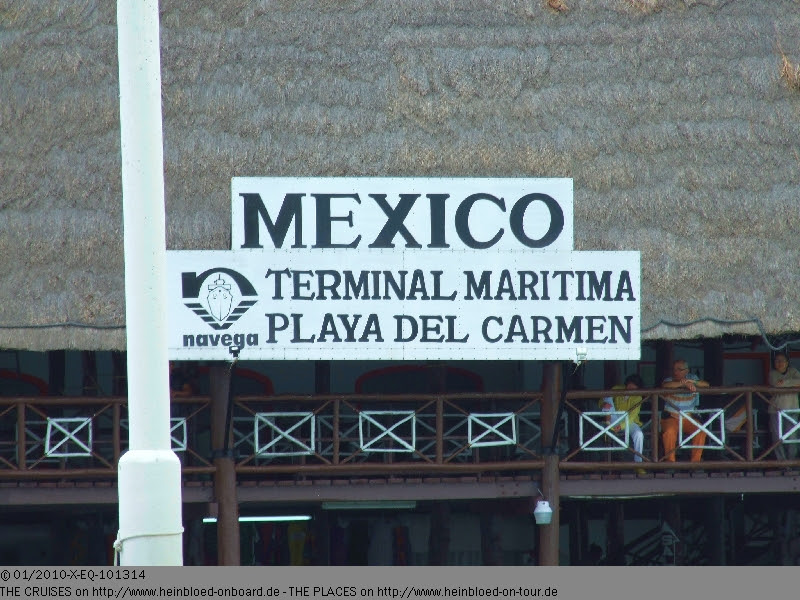 MEXICO
TERMINAL MARITIMA
navega PLAYA DEL CARMEN
© 01/2010-X-EQ-101314
THE CRUISES on http://www.heinbloed-onboard.de - THE PLACES on http://www.heinbloed-on-tour.de